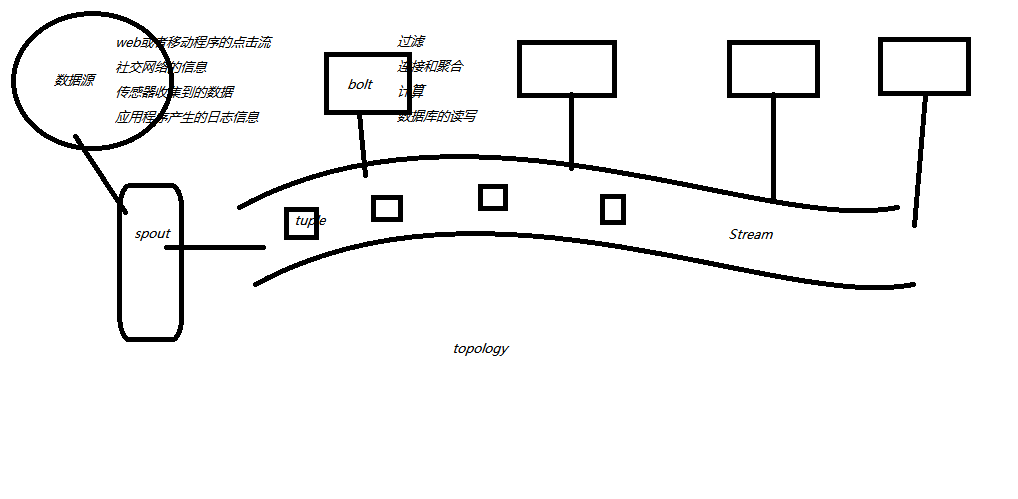 数据源
web或者移动程序的点击流
社交网络的信息
传感器收集到的数据
应用程序产生的日志信息
bolt
过滤
连接和聚合
计算
数据库的读写
spout
tuple
Stream
topology